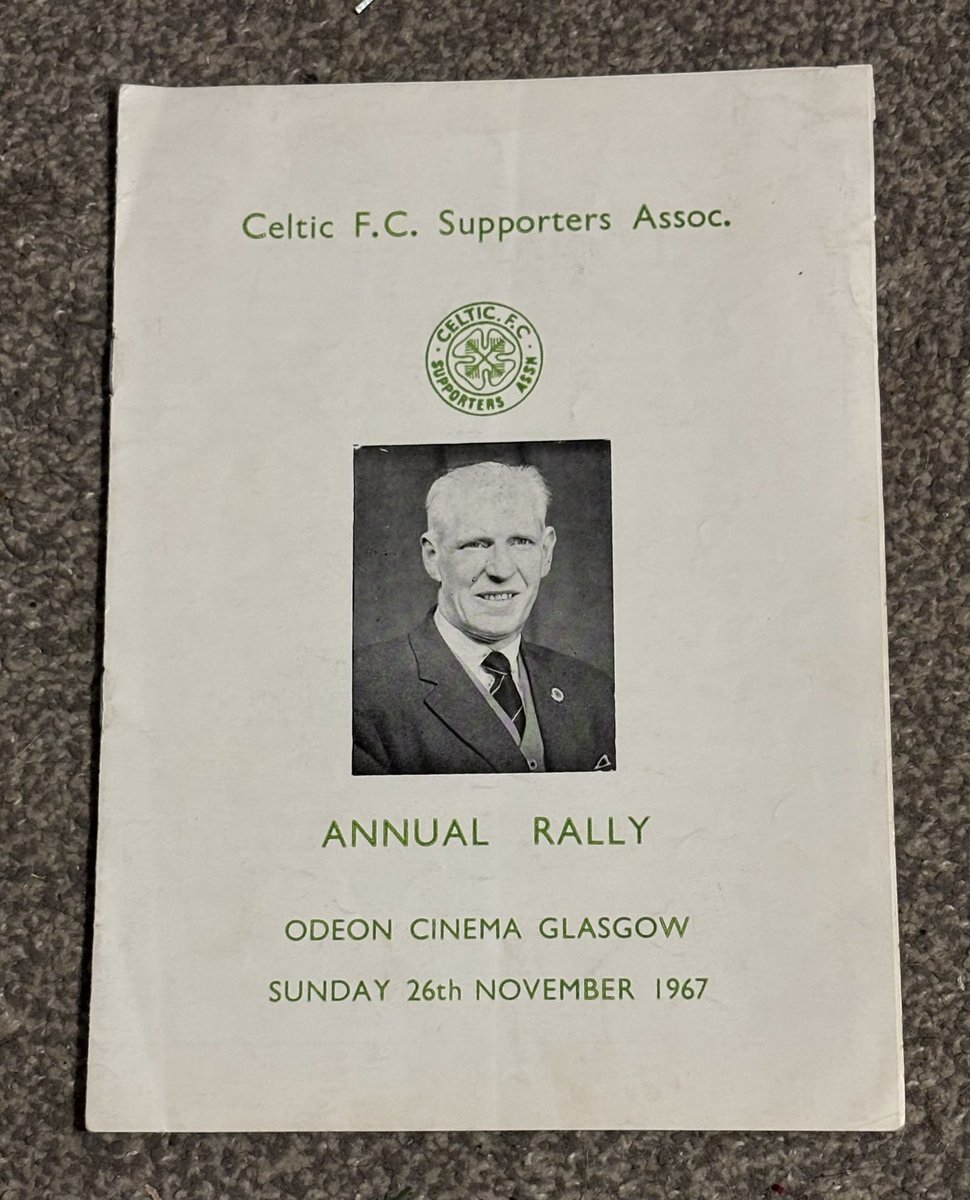 Celtic F.C. Supporters Assoc.
· CELTIC. F.C ·
SUPPORTERS ASSN
ANNUAL RALLY
ODEON CINEMA GLASGOW
SUNDAY 26th NOVEMBER 1967